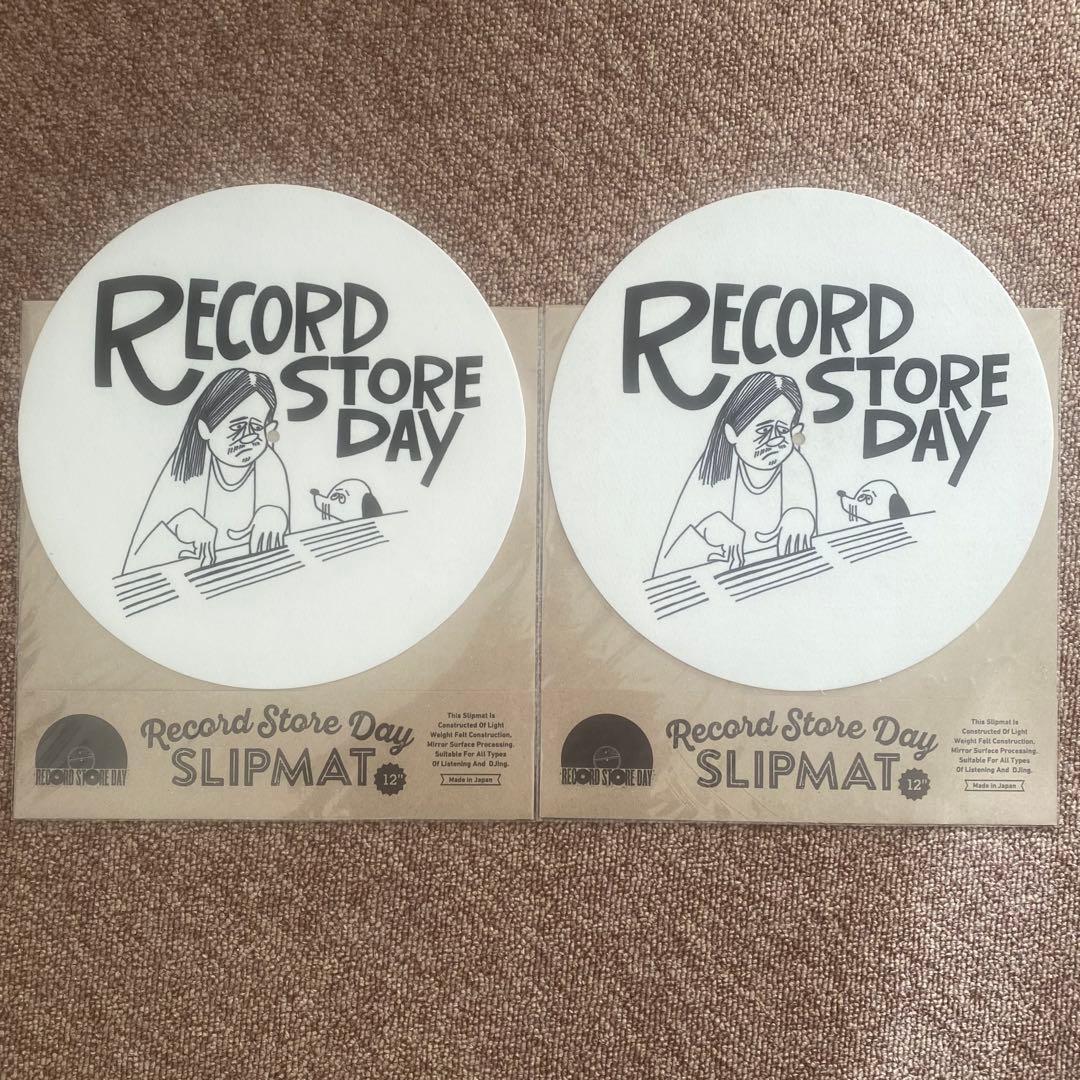 RECORD
STORE
DAY
RECORD STORE DAY
Record Store Day
SLIPMAT
12"
This Slipmat Is
Constructed Of Light
Weight Felt Construction,
Mirror Surface Processing.
Suitable For All Types
Of Listening And DJing.
Made in Japan
RECORD
STORE
DAY
RECORD STORE DAY
Record Store Day
SLIPMAT
12"
This Slipmat Is
Constructed Of Light
Weight Felt Construction,
Mirror Surface Processing.
Suitable For All Types
Of Listening And DJing.
Made in Japan